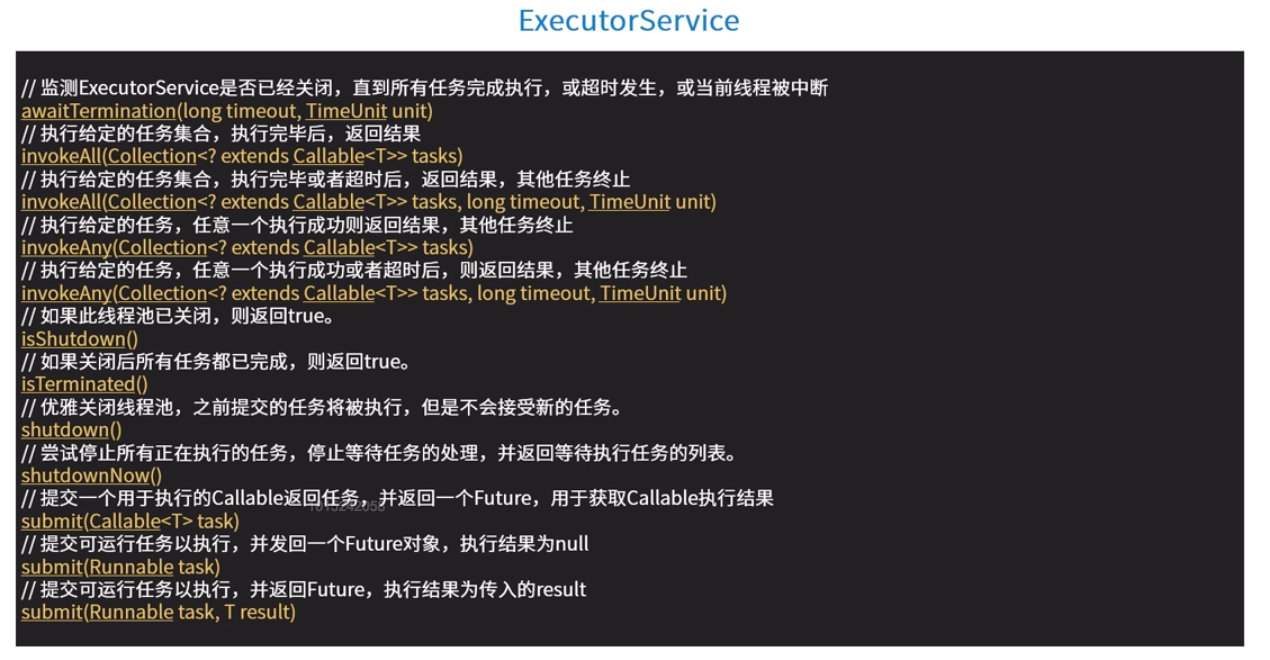 ExecutorService
// 监测ExecutorService是否已经关闭，直到所有任务完成执行，或超时发生，或当前线程被中断
awaitTermination(long timeout, TimeUnit unit)
// 执行给定的任务集合，执行完毕后，返回结果
invokeAll(Collection<? extends Callable<T>> tasks)
// 执行给定的任务集合，执行完毕或者超时后，返回结果，其他任务终止
invokeAll(Collection<? extends Callable<T>> tasks, long timeout, TimeUnit unit)
// 执行给定的任务，任意一个执行成功则返回结果，其他任务终止
invokeAny(Collection<? extends Callable<T>> tasks)
// 执行给定的任务，任意一个执行成功或者超时后，则返回结果，其他任务终止
invokeAny(Collection<? extends Callable<T>> tasks, long timeout, TimeUnit unit)
// 如果此线程池已关闭，则返回true。
isShutdown()
// 如果关闭后所有任务都已完成，则返回true。
isTerminated()
// 优雅关闭线程池，之前提交的任务将被执行，但是不会接受新的任务。
shutdown()
// 尝试停止所有正在执行的任务，停止等待任务的处理，并返回等待执行任务的列表。
shutdownNow()
// 提交一个用于执行的Callable返回任务，并返回一个Future，用于获取Callable执行结果
submit(Callable<T> task)
// 提交可运行任务以执行，并发回一个Future对象，执行结果为null
submit(Runnable task)
// 提交可运行任务以执行，并返回Future，执行结果为传入的result
submit(Runnable task, T result)